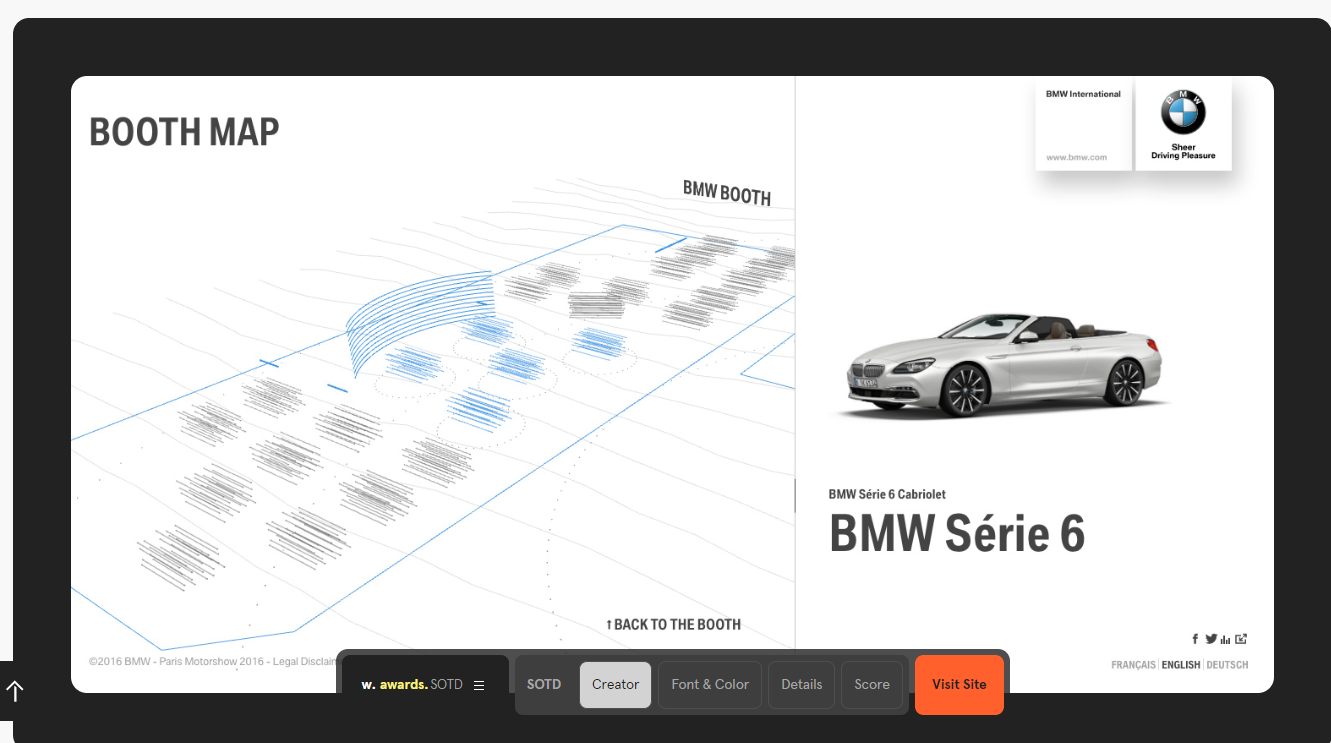 BOOTH MAP
BMW BOOTH
↑ BACK TO THE BOOTH
©2016 BMW - Paris Motorshow 2016 - Legal Disclaim
BMW International
www.bmw.com
BMW
Sheer
Driving Pleasure
BMW Série 6 Cabriolet
BMW Série 6
FRANÇAIS | ENGLISH | DEUTSCH
w. awards. SOTD
SOTD
Creator
Font & Color
Details
Score
Visit Site